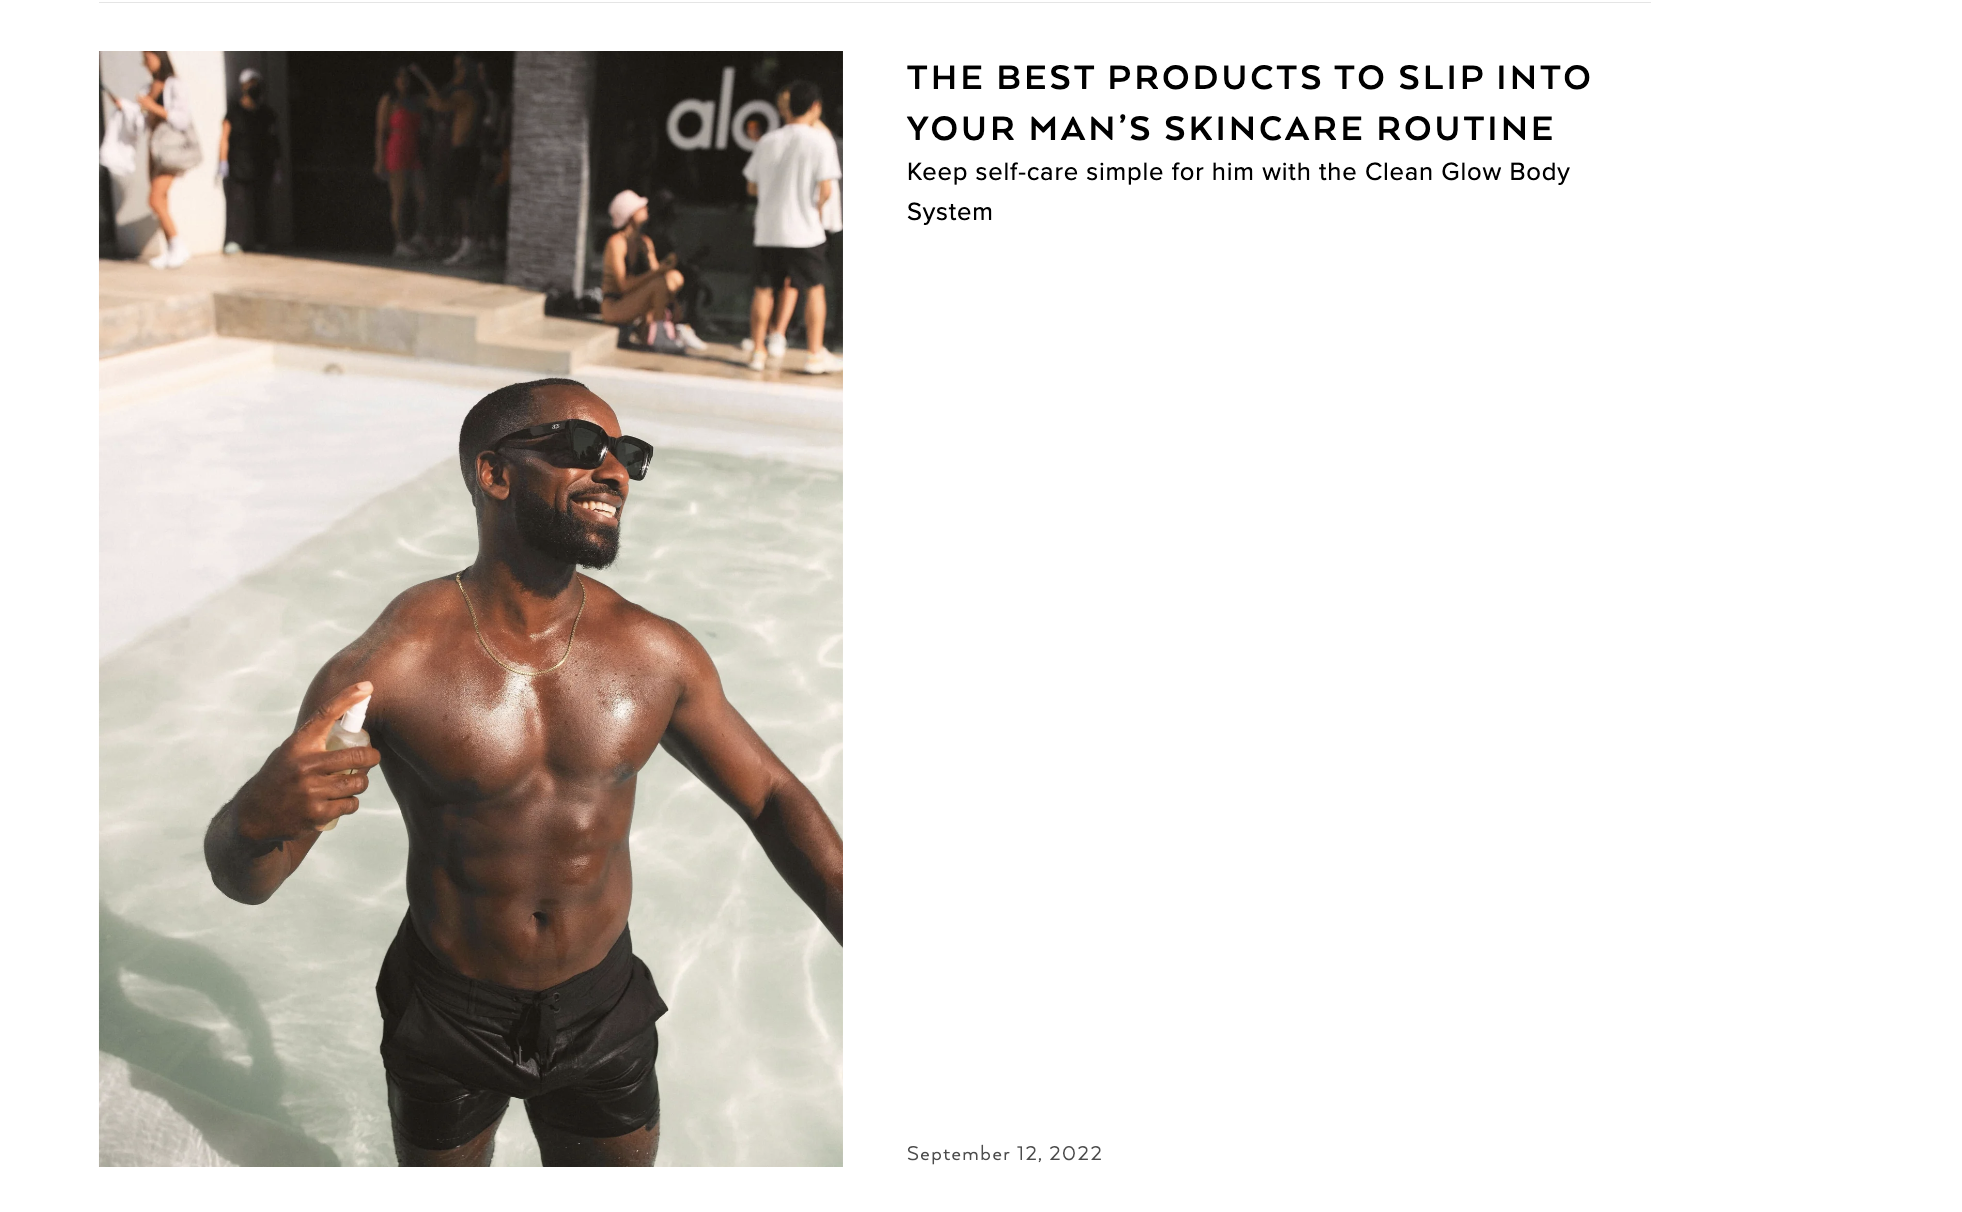 alo
THE BEST PRODUCTS TO SLIP INTO
YOUR MAN’S SKINCARE ROUTINE
Keep self-care simple for him with the Clean Glow Body
System
September 12, 2022